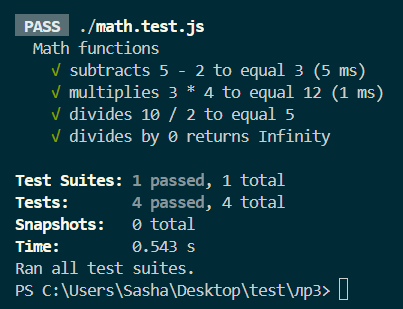 PASS ./math.test.js
Math functions
√ subtracts 5 - 2 to equal 3 (5 ms)
√ multiplies 3 * 4 to equal 12 (1 ms)
√ divides 10 / 2 to equal 5
√ divides by 0 returns Infinity
Test Suites: 1 passed, 1 total
Tests: 4 passed, 4 total
Snapshots: 0 total
Time: 0.543 s
Ran all test suites.
PS C:\Users\Sasha\Desktop\test\лр3>